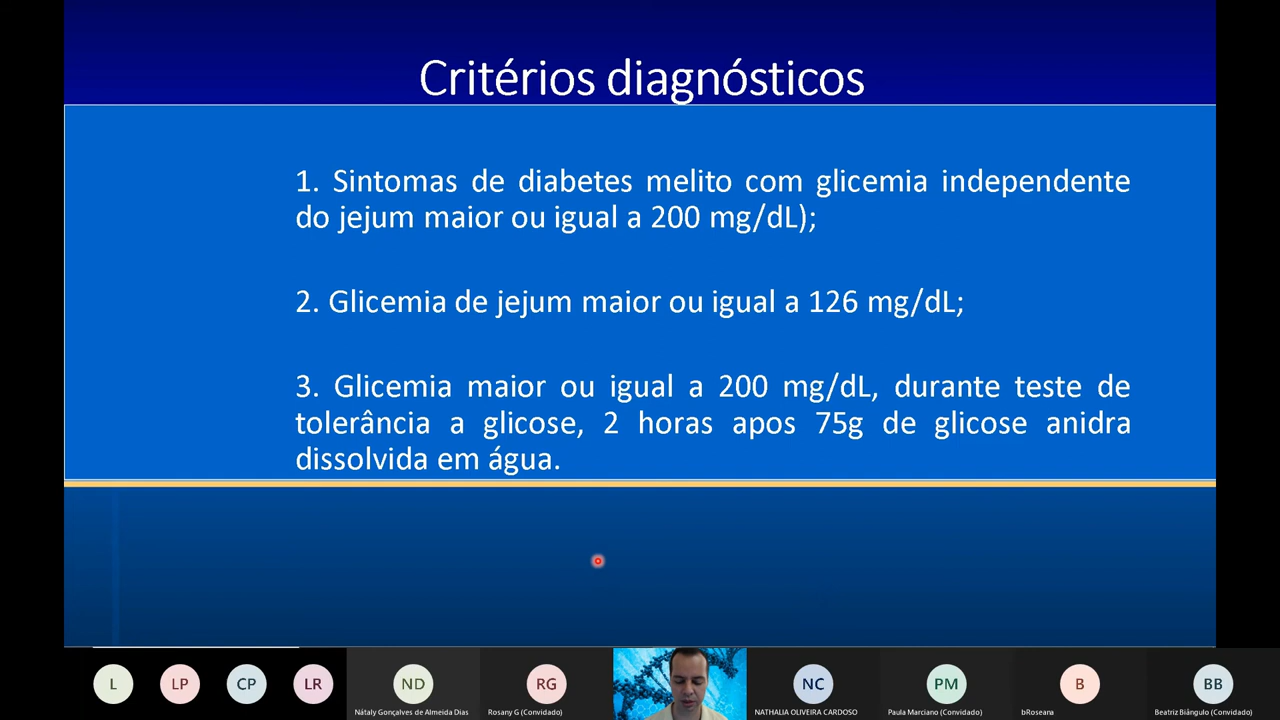 Critérios diagnósticos
1. Sintomas de diabetes melito com glicemia independente
do jejum maior ou igual a 200 mg/dL);
2. Glicemia de jejum maior ou igual a 126 mg/dL;
3. Glicemia maior ou igual a 200 mg/dL, durante teste de
tolerância a glicose, 2 horas apos 75g de glicose anidra
dissolvida em água.
L LP CP LR ND RG NC PM B BB
Nátaly Gonçalves de Almeida Dias Rosany G (Convidado) NATHALIA OLIVEIRA CARDOSO Paula Marciano (Convidado) bRoseana Beatriz Biângulo (Convidado)